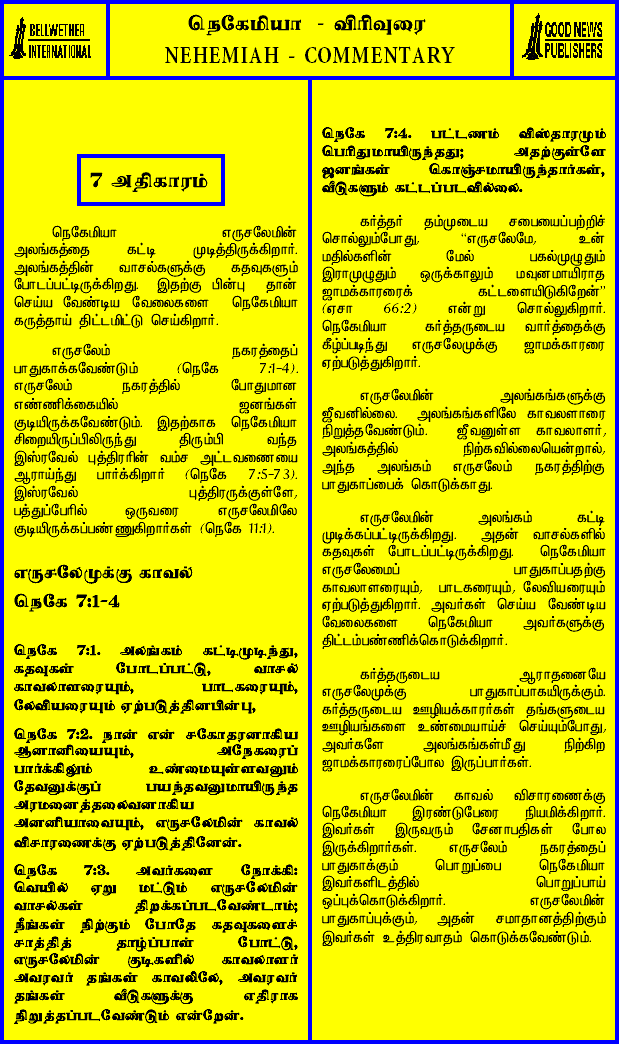 BELLWETHER
INTERNATIONAL
நெகேமியா - விரிவுரை
NEHEMIAH - COMMENTARY
GOOD NEWS
PUBLISHERS
7 அதிகாரம்
நெகேமியா எருசலேமின்
அலங்கத்தை கட்டி முடித்திருக்கிறார்.
அலங்கத்தின் வாசல்களுக்கு கதவுகளும்
போடப்பட்டிருக்கிறது. இதற்கு பின்பு தான்
செய்ய வேண்டிய வேலைகளை நெகேமியா
கருத்தாய் திட்டமிட்டு செய்கிறார்.
எருசலேம் நகரத்தைப்
பாதுகாக்கவேண்டும் (நெகே 7:1-4).
எருசலேம் நகரத்தில் போதுமான
எண்ணிக்கையில் ஜனங்கள்
குடியிருக்கவேண்டும். இதற்காக நெகேமியா
சிறையிருப்பிலிருந்து திரும்பி வந்த
இஸ்ரவேல் புத்திரரின் வம்ச அட்டவணையை
ஆராய்ந்து பார்க்கிறார் (நெகே 7:5-73).
இஸ்ரவேல் புத்திரருக்குள்ளே,
பத்துப்பேரில் ஒருவரை எருசலேமிலே
குடியிருக்கப்பண்ணுகிறார்கள் (நெகே 11:1).
எருசலேமுக்கு காவல்
நெகே 7:1-4
நெகே 7:1. அலங்கம் கட்டிமுடிந்து,
கதவுகள் போடப்பட்டு, வாசல்
காவலாளரையும், பாடகரையும்,
லேவியரையும் ஏற்படுத்தினபின்பு,
நெகே 7:2. நான் என் சகோதரனாகிய
ஆனானியையும், அநேகரைப்
பார்க்கிலும் உண்மையுள்ளவனும்
தேவனுக்குப் பயந்தவனுமாயிருந்த
அரமனைத்தலைவனாகிய
அனனியாவையும், எருசலேமின் காவல்
விசாரணைக்கு ஏற்படுத்தினேன்.
நெகே 7:3. அவர்களை நோக்கி:
வெயில் ஏறு மட்டும் எருசலேமின்
வாசல்கள் திறக்கப்படவேண்டாம்;
நீங்கள் நிற்கும் போதே கதவுகளைச்
சாத்தித் தாழ்ப்பாள் போட்டு,
எருசலேமின் குடிகளில் காவலாளர்
அவரவர் தங்கள் காவலிலே, அவரவர்
தங்கள் வீடுகளுக்கு எதிராக
நிறுத்தப்படவேண்டும் என்றேன்.
நெகே 7:4. பட்டணம் விஸ்தாரமும்
பெரிதுமாயிருந்தது; அதற்குள்ளே
ஜனங்கள் கொஞ்சமாயிருந்தார்கள்,
வீடுகளும் கட்டப்படவில்லை.
கர்த்தர் தம்முடைய சபையைப்பற்றிச்
சொல்லும்போது, "எருசலேமே, உன்
மதில்களின் மேல் பகல்முழுதும்
இராமுழுதும் ஒருக்காலும் மவுனமாயிராத
ஜாமக்காரரைக் கட்டளையிடுகிறேன்"
(ஏசா 66:2) என்று சொல்லுகிறார்.
நெகேமியா கர்த்தருடைய வார்த்தைக்கு
கீழ்ப்படிந்து எருசலேமுக்கு ஜாமக்காரரை
ஏற்படுத்துகிறார்.
எருசலேமின் அலங்கங்களுக்கு
ஜீவனில்லை. அலங்கங்களிலே காவலளாரை
நிறுத்தவேண்டும். ஜீவனுள்ள காவலாளர்,
அலங்கத்தில் நிற்கவில்லையென்றால்,
அந்த அலங்கம் எருசலேம் நகரத்திற்கு
பாதுகாப்பைக் கொடுக்காது.
எருசலேமின் அலங்கம் கட்டி
முடிக்கப்பட்டிருக்கிறது. அதன் வாசல்களில்
கதவுகள் போடப்பட்டிருக்கிறது. நெகேமியா
எருசலேமைப் பாதுகாப்பதற்கு
காவலாளரையும், பாடகரையும், லேவியரையும்
ஏற்படுத்துகிறார். அவர்கள் செய்ய வேண்டிய
வேலைகளை நெகேமியா அவர்களுக்கு
திட்டம்பண்ணிக்கொடுக்கிறார்.
கர்த்தருடைய ஆராதனையே
எருசலேமுக்கு பாதுகாப்பாகயிருக்கும்.
கர்த்தருடைய ஊழியக்காரர்கள் தங்களுடைய
ஊழியங்களை உண்மையாய்ச் செய்யும்போது,
அவர்களே அலங்கங்கள்மீது நிற்கிற
ஜாமக்காரரைப்போல இருப்பார்கள்.
எருசலேமின் காவல் விசாரணைக்கு
நெகேமியா இரண்டுபேரை நியமிக்கிறார்.
இவர்கள் இருவரும் சேனாபதிகள் போல
இருக்கிறார்கள். எருசலேம் நகரத்தைப்
பாதுகாக்கும் பொறுப்பை நெகேமியா
இவர்களிடத்தில் பொறுப்பாய்
ஒப்புக்கொடுக்கிறார். எருசலேமின்
பாதுகாப்புக்கும், அதன் சமாதானத்திற்கும்
இவர்கள் உத்திரவாதம் கொடுக்கவேண்டும்.